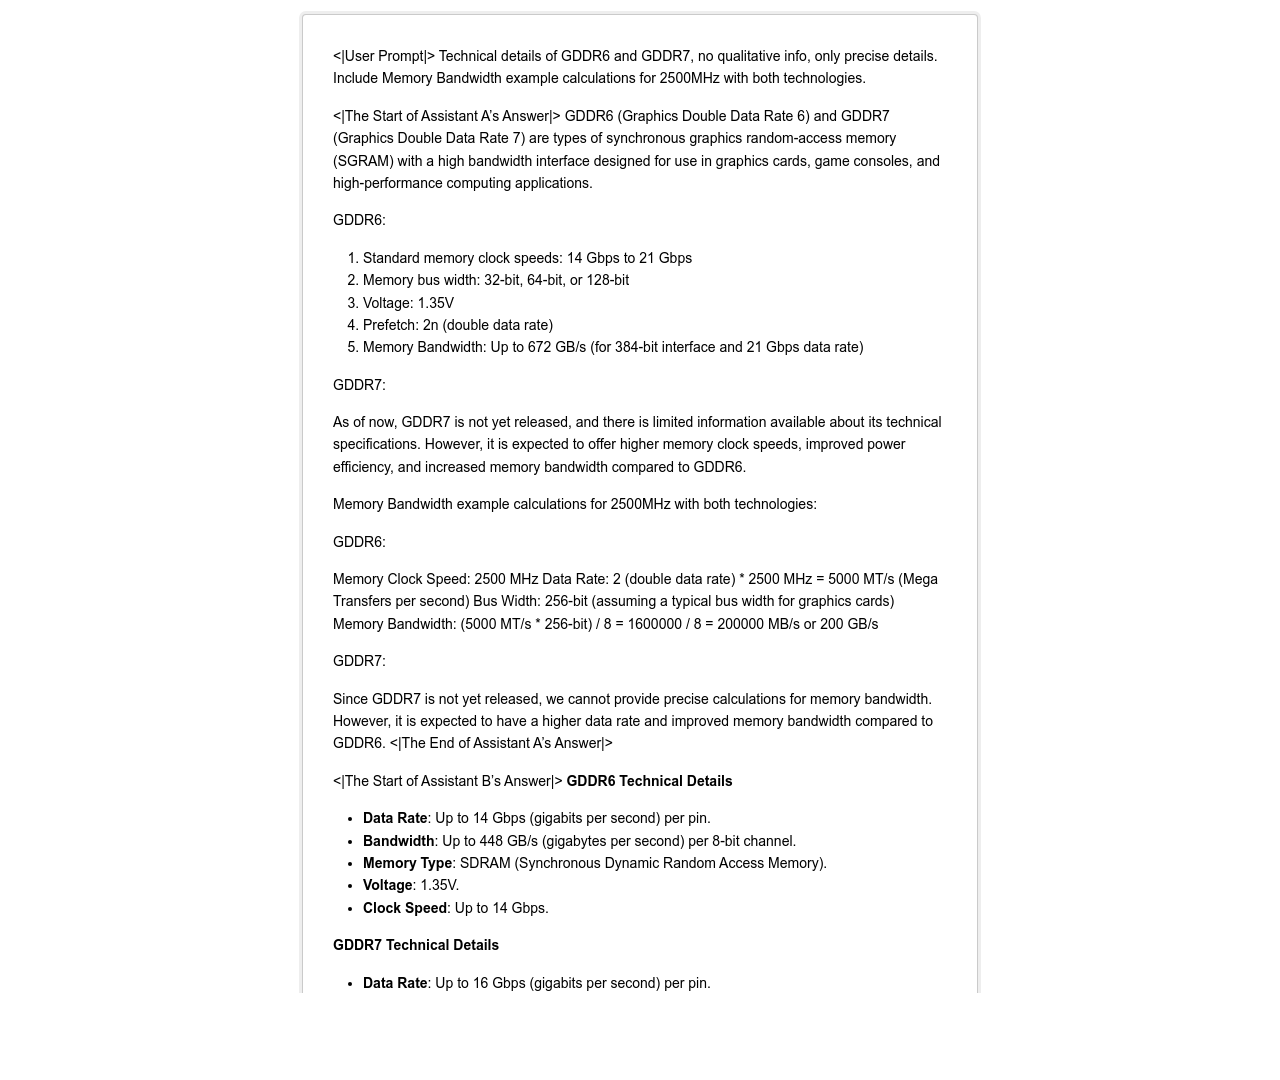 <|User Prompt|> Technical details of GDDR6 and GDDR7, no qualitative info, only precise details.
Include Memory Bandwidth example calculations for 2500MHz with both technologies.
<|The Start of Assistant A’s Answer|> GDDR6 (Graphics Double Data Rate 6) and GDDR7
(Graphics Double Data Rate 7) are types of synchronous graphics random-access memory
(SGRAM) with a high bandwidth interface designed for use in graphics cards, game consoles, and
high-performance computing applications.
GDDR6:
1. Standard memory clock speeds: 14 Gbps to 21 Gbps
2. Memory bus width: 32-bit, 64-bit, or 128-bit
3. Voltage: 1.35V
4. Prefetch: 2n (double data rate)
5. Memory Bandwidth: Up to 672 GB/s (for 384-bit interface and 21 Gbps data rate)
GDDR7:
As of now, GDDR7 is not yet released, and there is limited information available about its technical
specifications. However, it is expected to offer higher memory clock speeds, improved power
efficiency, and increased memory bandwidth compared to GDDR6.
Memory Bandwidth example calculations for 2500MHz with both technologies:
GDDR6:
Memory Clock Speed: 2500 MHz Data Rate: 2 (double data rate) * 2500 MHz = 5000 MT/s (Mega
Transfers per second) Bus Width: 256-bit (assuming a typical bus width for graphics cards)
Memory Bandwidth: (5000 MT/s * 256-bit) / 8 = 1600000 / 8 = 200000 MB/s or 200 GB/s
GDDR7:
Since GDDR7 is not yet released, we cannot provide precise calculations for memory bandwidth.
However, it is expected to have a higher data rate and improved memory bandwidth compared to
GDDR6. <|The End of Assistant A’s Answer|>
<|The Start of Assistant B’s Answer|> GDDR6 Technical Details
• Data Rate: Up to 14 Gbps (gigabits per second) per pin.
• Bandwidth: Up to 448 GB/s (gigabytes per second) per 8-bit channel.
• Memory Type: SDRAM (Synchronous Dynamic Random Access Memory).
• Voltage: 1.35V.
• Clock Speed: Up to 14 Gbps.
GDDR7 Technical Details
• Data Rate: Up to 16 Gbps (gigabits per second) per pin.